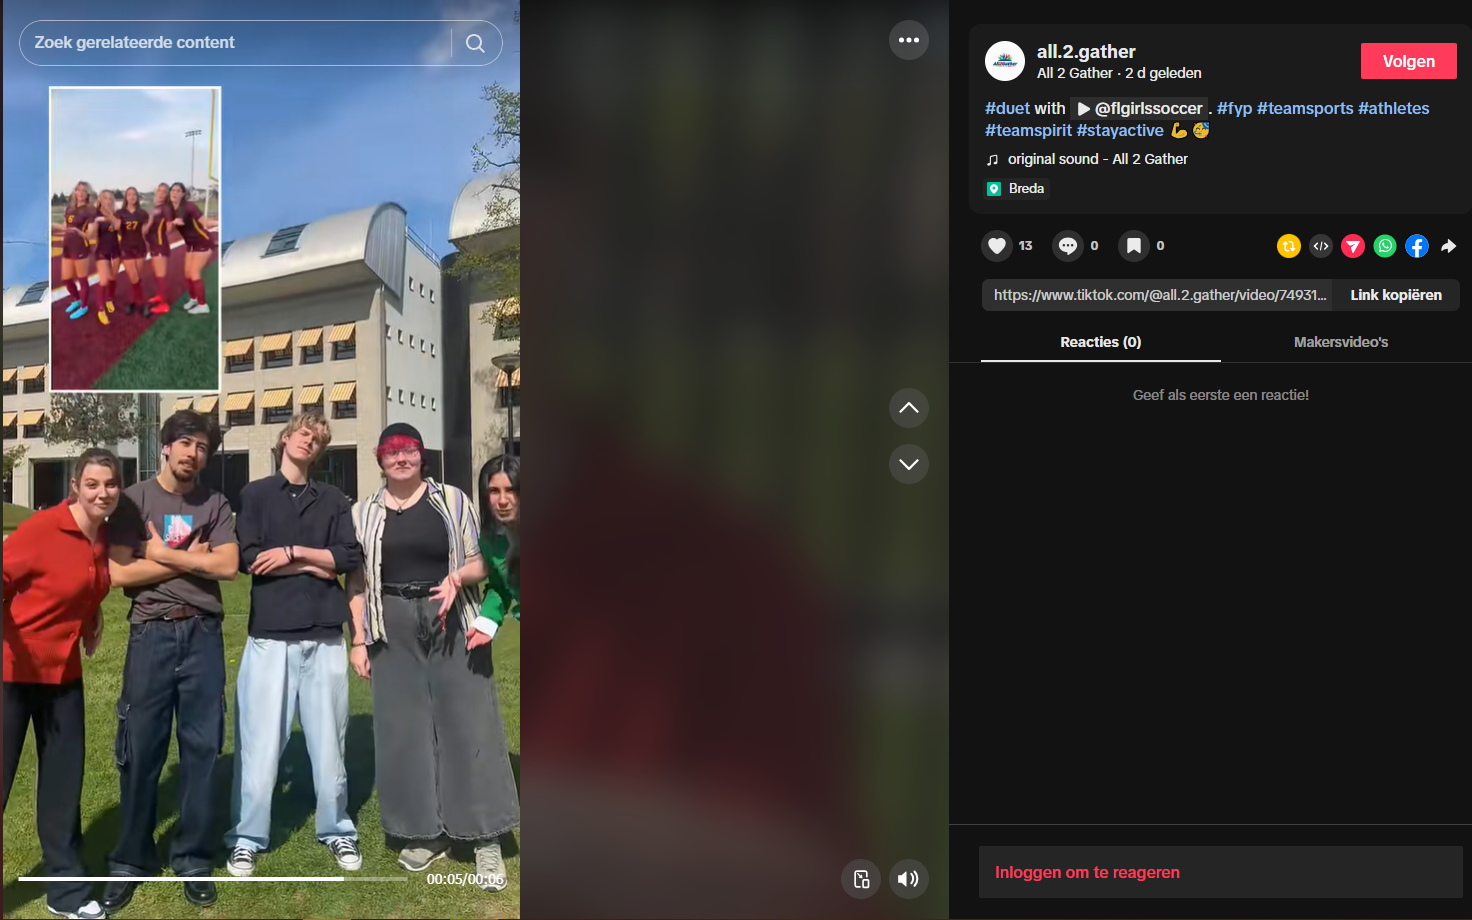 Zoek gerelateerde content
6
27
all.2.gather
All 2 Gather · 2 d geleden
Volgen
#duet with ▶ @flgirlssoccer . #fyp #teamsports #athletes
#teamspirit #stayactive 💪 🥳
original sound - All 2 Gather
Breda
13
0
0
https://www.tiktok.com/@all.2.gather/video/74931...
Link kopiëren
Reacties (0)
Makersvideo's
Geef als eerste een reactie!
00:05/00:06
Inloggen om te reageren